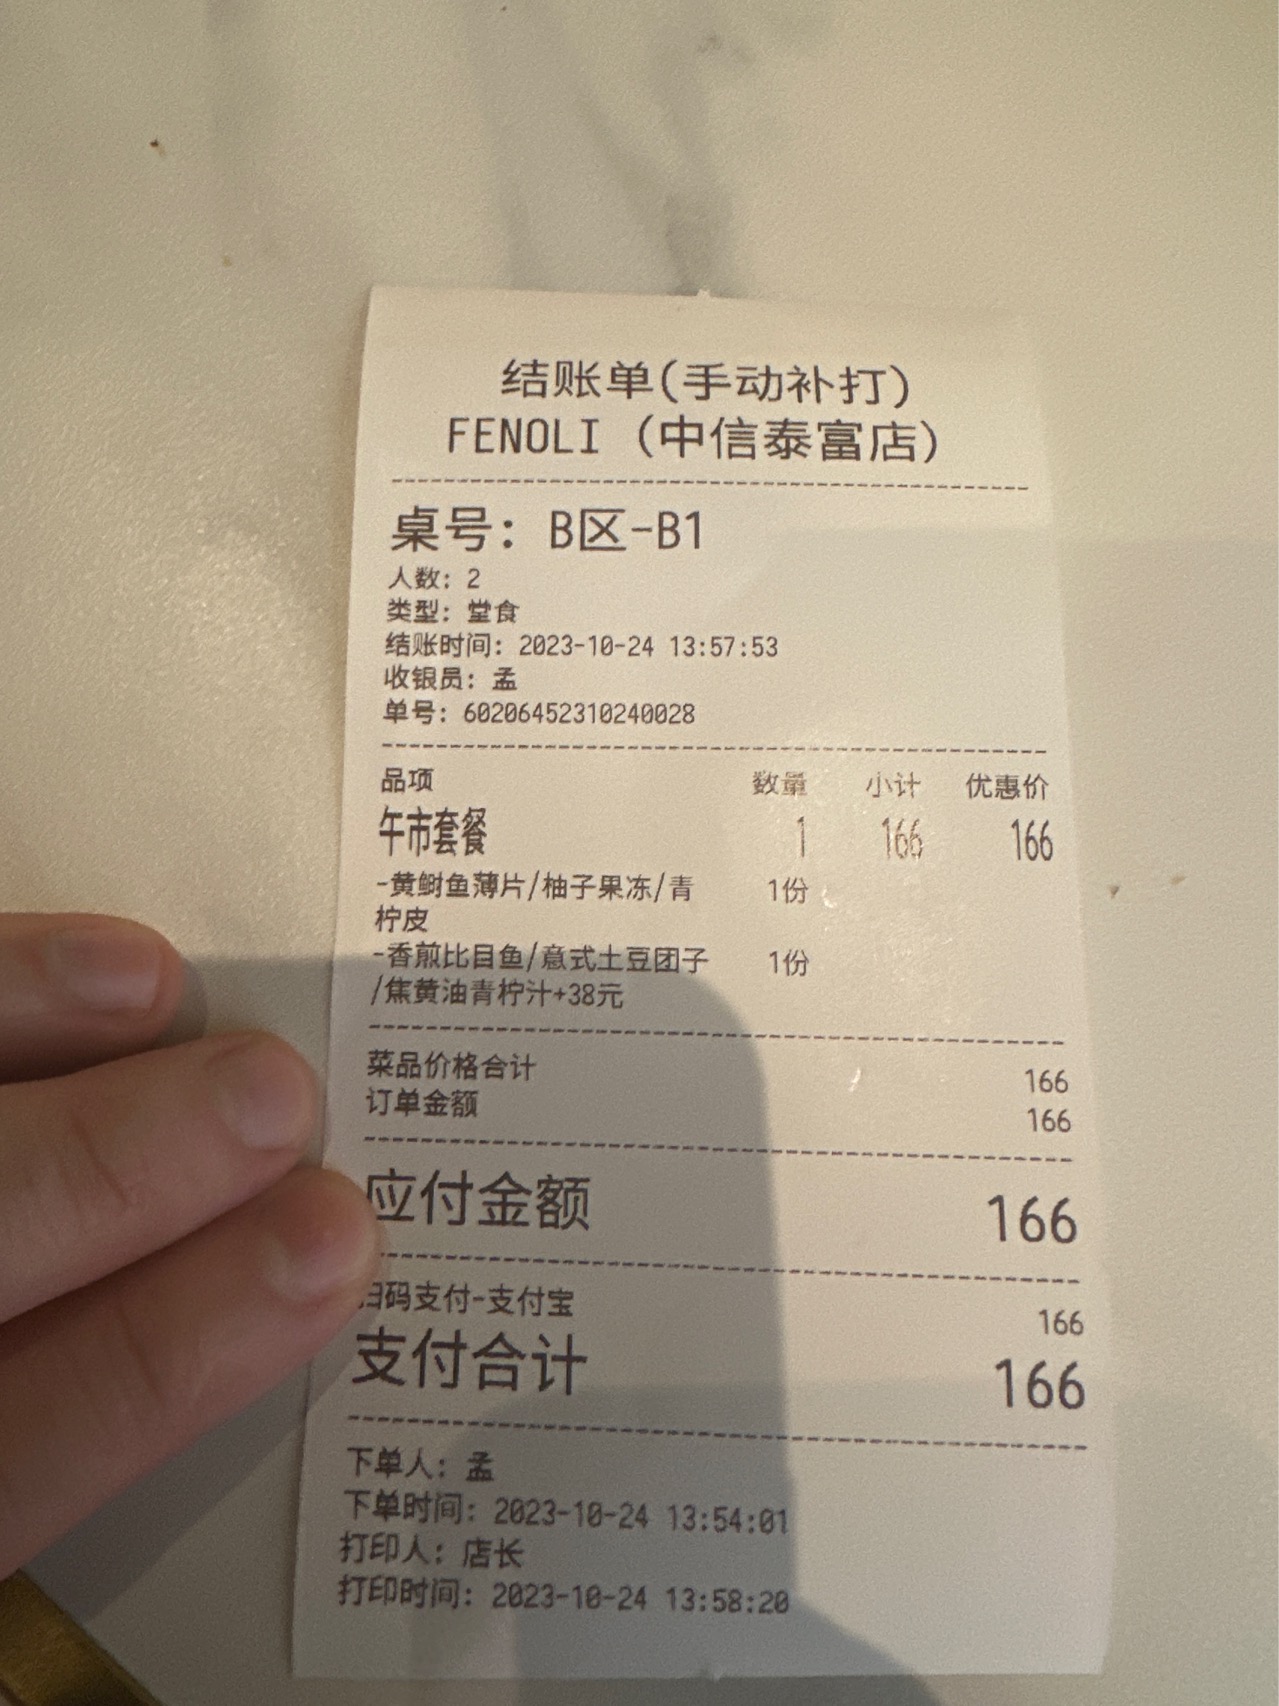 结账单(手动补打)
FENOLI (中信泰富店)
桌号: B区-B1
人数: 2
类型: 堂食
结账时间: 2023-10-24 13:57:53
收银员: 孟
单号: 60206452310240028
品项 数量 小计 优惠价
午市套餐 1 166 166
-黄鰤鱼薄片/柚子果冻/青 1份
柠皮
-香煎比目鱼/意式土豆团子 1份
/焦黄油青柠汁+38元
菜品价格合计 166
订单金额 166
应付金额 166
扫码支付-支付宝 166
支付合计 166
下单人: 孟
下单时间: 2023-10-24 13:54:01
打印人: 店长
打印时间: 2023-10-24 13:58:20